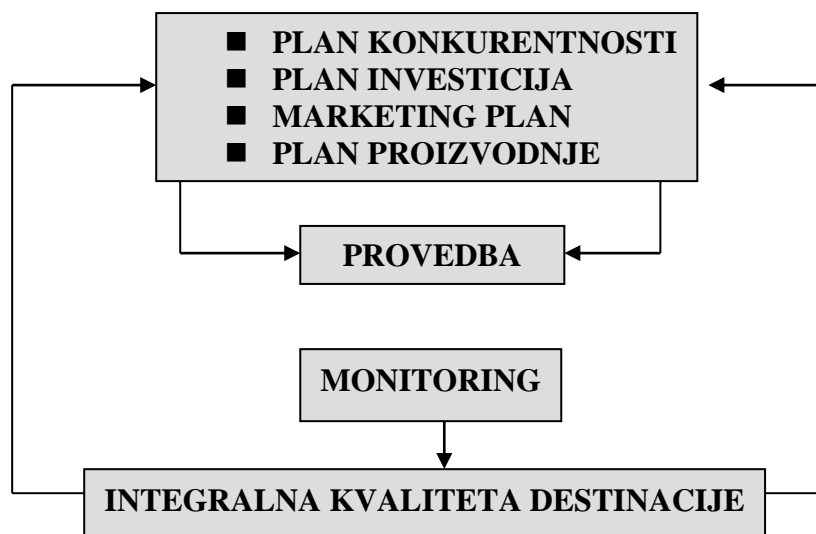 ■ PLAN KONKURENTNOSTI
■ PLAN INVESTICIJA
■ MARKETING PLAN
■ PLAN PROIZVODNJE
PROVEDBA
MONITORING
INTEGRALNA KVALITETA DESTINACIJE